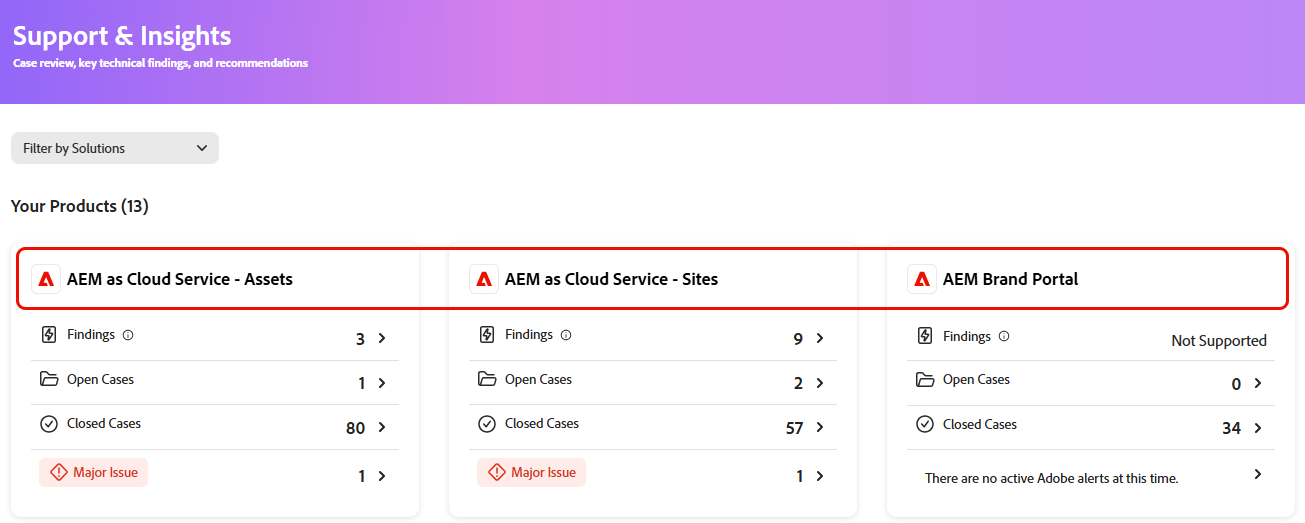 Support & Insights
Case review, key technical findings, and recommendations
Filter by Solutions
Your Products (13)
AEM as Cloud Service - Assets
Findings 3
Open Cases 1
Closed Cases 80
Major Issue 1
AEM as Cloud Service - Sites
Findings 9
Open Cases 2
Closed Cases 57
Major Issue 1
AEM Brand Portal
Findings Not Supported
Open Cases 0
Closed Cases 34
There are no active Adobe alerts at this time.